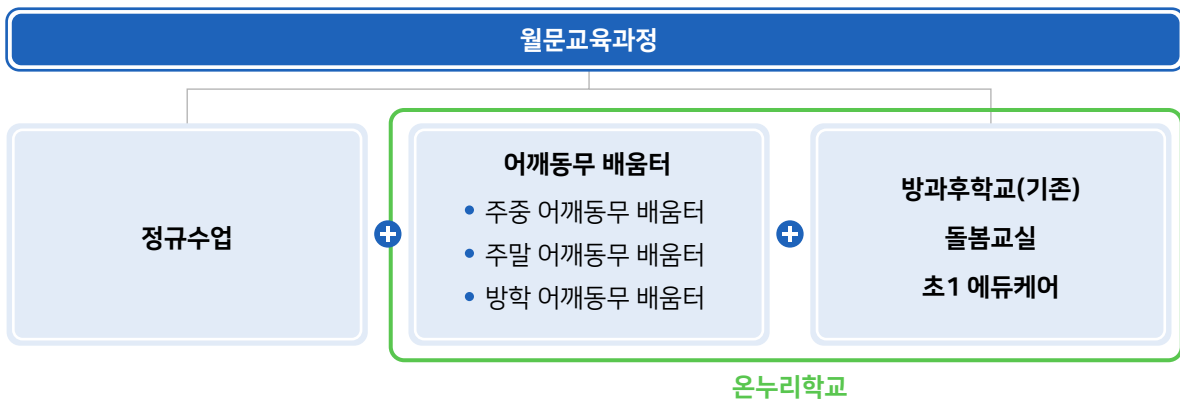 월문교육과정
정규수업
어깨동무 배움터
• 주중 어깨동무 배움터
• 주말 어깨동무 배움터
• 방학 어깨동무 배움터
방과후학교(기존)
돌봄교실
초1 에듀케어
온누리학교